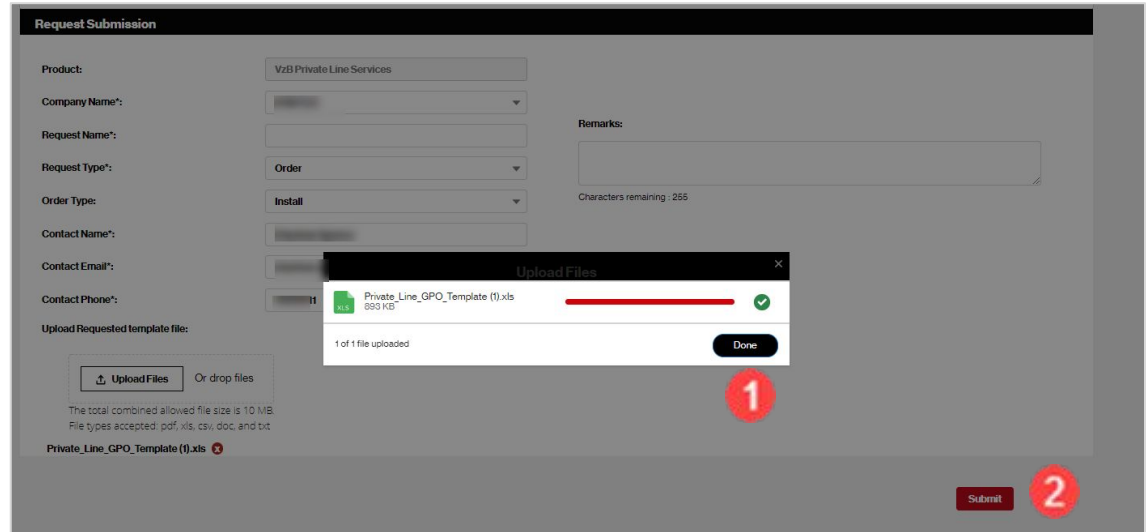 Request Submission
Product:
VzB Private Line Services
Company Name*:
Request Name*:
Request Type*:
Order
Order Type:
Install
Contact Name*:
Contact Email*:
Contact Phone*:
Upload Requested template file:
Upload Files
Or drop files
The total combined allowed file size is 10 MB.
File types accepted: pdf, xls, csv, doc, and txt
Private_Line_GPO_Template (1).xls
Remarks:
Characters remaining : 255
Upload Files
XLS
Private_Line_GPO_Template (1).xls
893 KB
1 of 1 file uploaded
Done
1
Submit
2